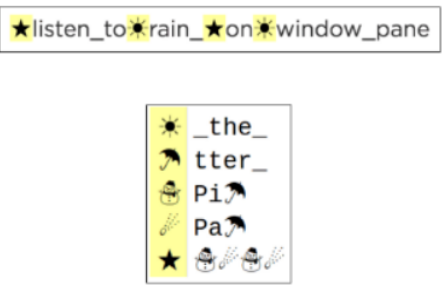 ★listen_to☀rain_★on☀window_pane
☀ _the_
☂ tter_
☃ Pi☂
☄ Pa☂
★ ☃☄☃☄